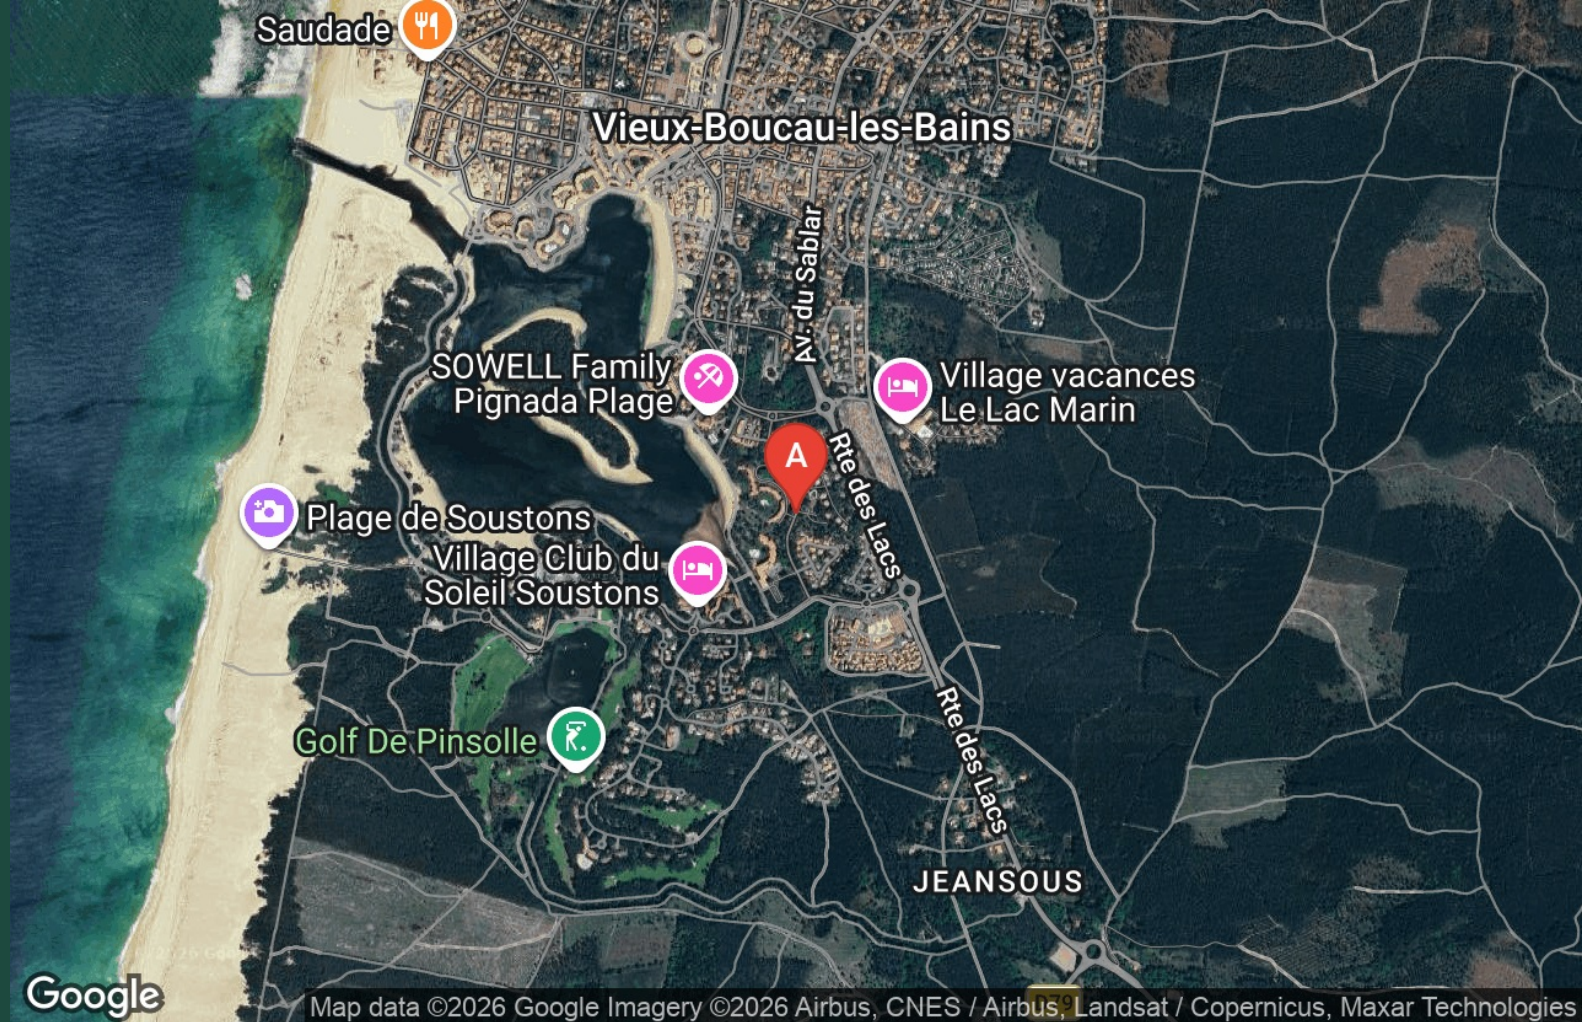 Saudade
Vieux-Boucau-les-Bains
Av. du Sablar
SOWELL Family
Pignada Plage
Village vacances
Le Lac Marin
A
Rte des Lacs
Plage de Soustons
Village Club du
Soleil Soustons
Rte des Lacs
Golf De Pinsolle
JEANSOUS
Google
Map data ©2026 Google Imagery ©2026 Airbus, CNES / Airbus, Landsat / Copernicus, Maxar Technologies